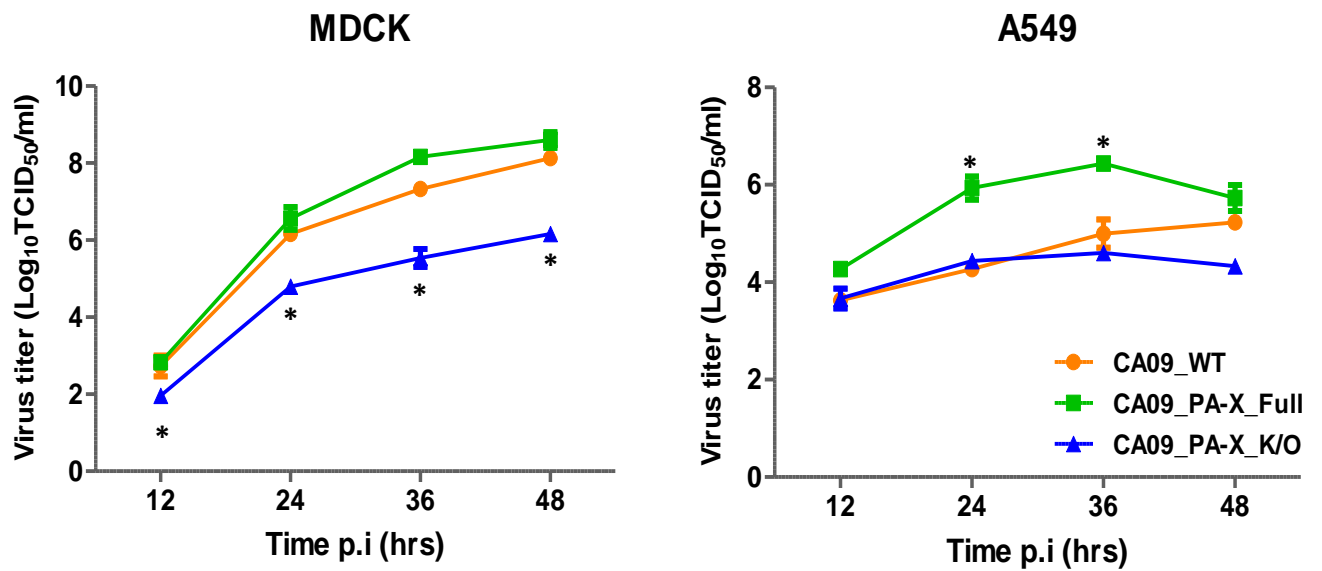 MDCK
Virus titer (Log₁₀TCID₅₀/ml)
10
8
6
4
2
0
*
*
*
*
12 24 36 48
Time p.i (hrs)
A549
Virus titer (Log₁₀TCID₅₀/ml)
8
6
4
2
0
*
*
CA09_WT
CA09_PA-X_Full
CA09_PA-X_K/O
12 24 36 48
Time p.i (hrs)